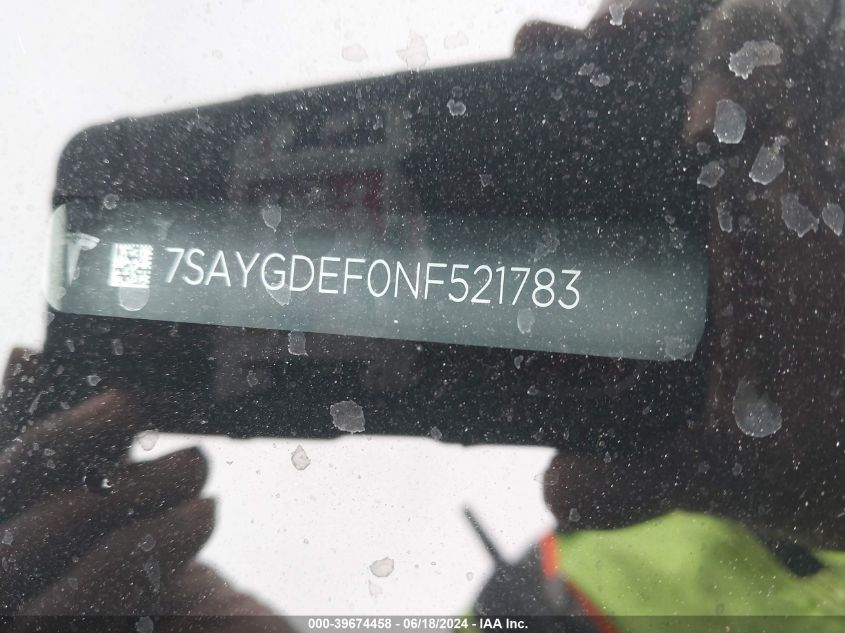 7SAYGDEF0NF521783
000-39674458 - 06/18/2024 - IAA Inc.